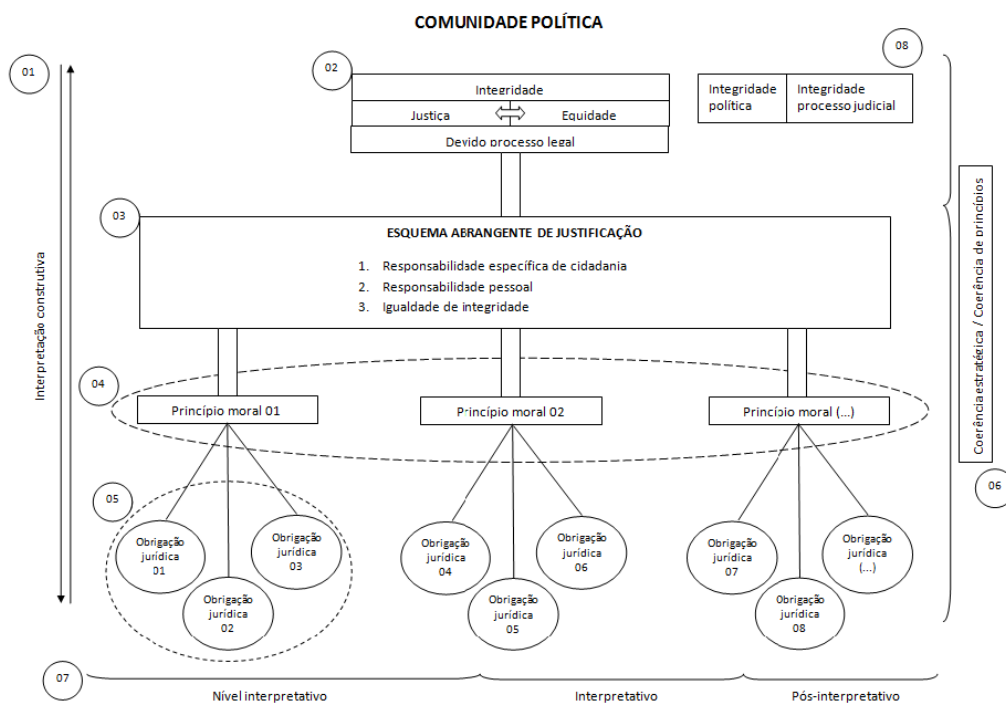 COMUNIDADE POLÍTICA
01
02
08
Integridade
Justiça
Equidade
Devido processo legal
Integridade
política
Integridade
processo judicial
03
ESQUEMA ABRANGENTE DE JUSTIFICAÇÃO
1. Responsabilidade específica de cidadania
2. Responsabilidade pessoal
3. Igualdade de integridade
Interpretação construtiva
Coerência estratégica / Coerência de princípios
04
Princípio moral 01
Princípio moral 02
Princípio moral (...)
06
05
Obrigação
jurídica
01
Obrigação
jurídica
02
Obrigação
jurídica
03
Obrigação
jurídica
04
Obrigação
jurídica
05
Obrigação
jurídica
06
Obrigação
jurídica
07
Obrigação
jurídica
08
Obrigação
jurídica
(...)
07
Nível interpretativo
Interpretativo
Pós-interpretativo